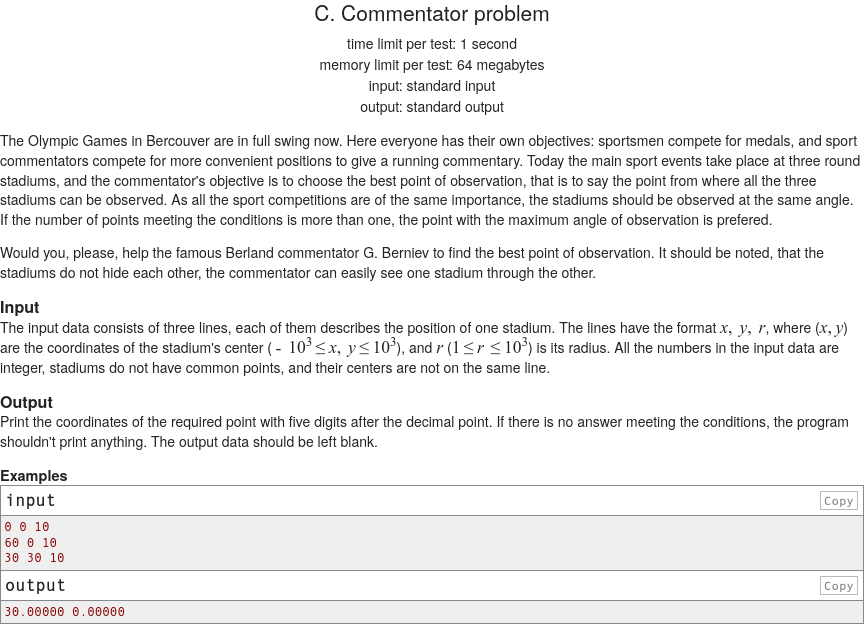 C. Commentator problem
time limit per test: 1 second
memory limit per test: 64 megabytes
input: standard input
output: standard output
The Olympic Games in Bercouver are in full swing now. Here everyone has their own objectives: sportsmen compete for medals, and sport
commentators compete for more convenient positions to give a running commentary. Today the main sport events take place at three round
stadiums, and the commentator's objective is to choose the best point of observation, that is to say the point from where all the three
stadiums can be observed. As all the sport competitions are of the same importance, the stadiums should be observed at the same angle.
If the number of points meeting the conditions is more than one, the point with the maximum angle of observation is prefered.
Would you, please, help the famous Berland commentator G. Berniev to find the best point of observation. It should be noted, that the
stadiums do not hide each other, the commentator can easily see one stadium through the other.
Input
The input data consists of three lines, each of them describes the position of one stadium. The lines have the format x, y, r, where (x, y)
are the coordinates of the stadium's center ( - 10³ ≤ x, y ≤ 10³), and r (1 ≤ r ≤ 10³) is its radius. All the numbers in the input data are
integer, stadiums do not have common points, and their centers are not on the same line.
Output
Print the coordinates of the required point with five digits after the decimal point. If there is no answer meeting the conditions, the program
shouldn't print anything. The output data should be left blank.
Examples
input Copy
0 0 10
60 0 10
30 30 10
output Copy
30.00000 0.00000